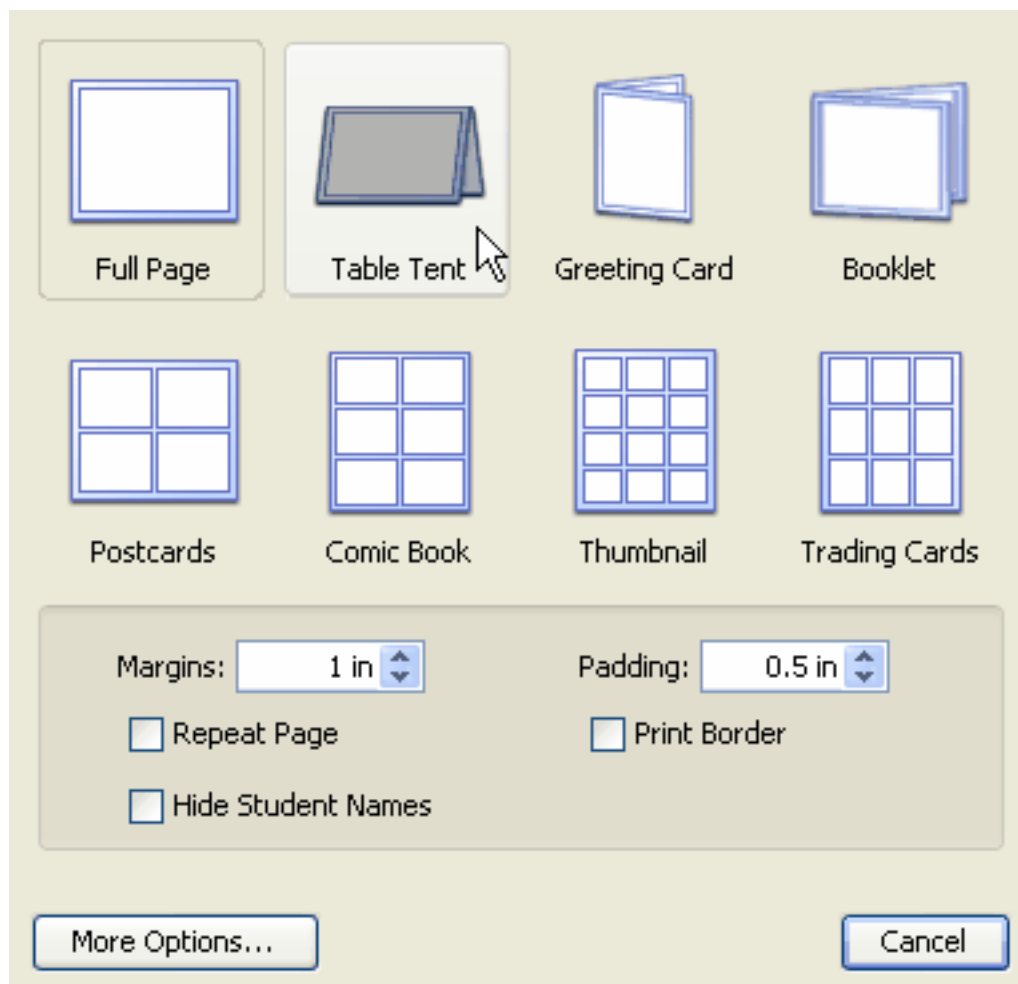 Full Page Table Tent Greeting Card Booklet
Postcards Comic Book Thumbnail Trading Cards
Margins: 1 in Padding: 0.5 in
Repeat Page Print Border
Hide Student Names
More Options... Cancel